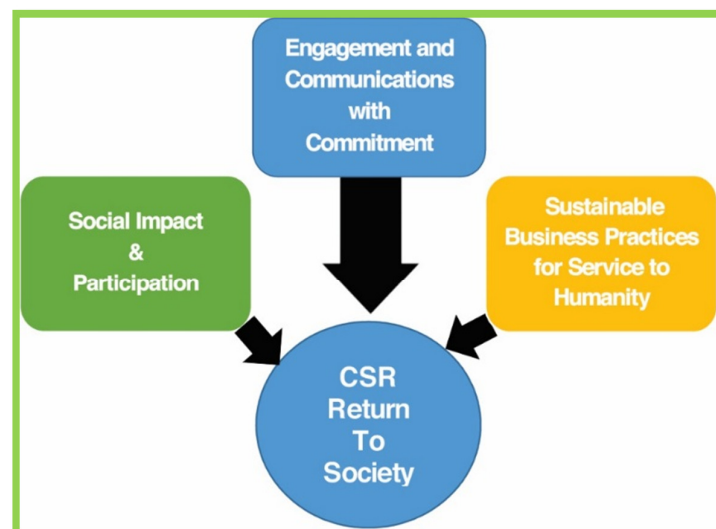 Engagement and
Communications
with
Commitment
Social Impact
&
Participation
Sustainable
Business Practices
for Service to
Humanity
CSR
Return
To
Society